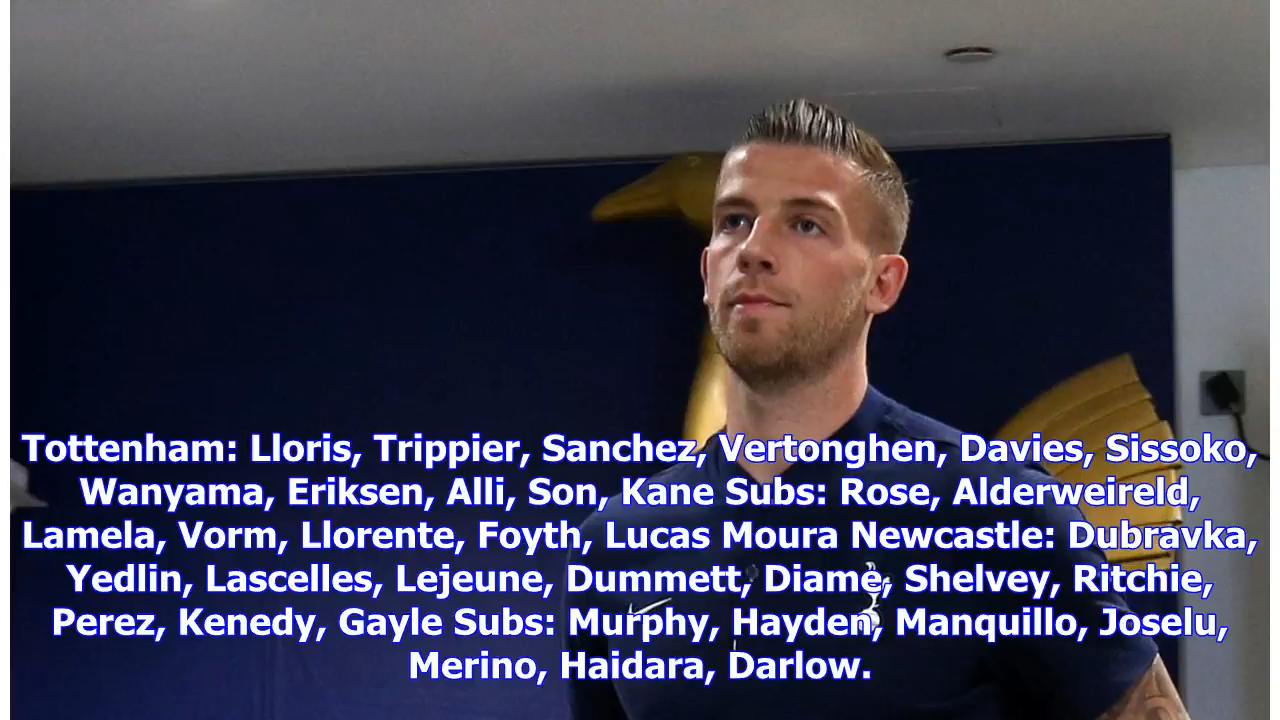 Tottenham: Lloris, Trippier, Sanchez, Vertonghen, Davies, Sissoko,
Wanyama, Eriksen, Alli, Son, Kane Subs: Rose, Alderweireld,
Lamela, Vorm, Llorente, Foyth, Lucas Moura Newcastle: Dubravka,
Yedlin, Lascelles, Lejeune, Dummett, Diame, Shelvey, Ritchie,
Perez, Kenedy, Gayle Subs: Murphy, Hayden, Manquillo, Joselu,
Merino, Haidara, Darlow.